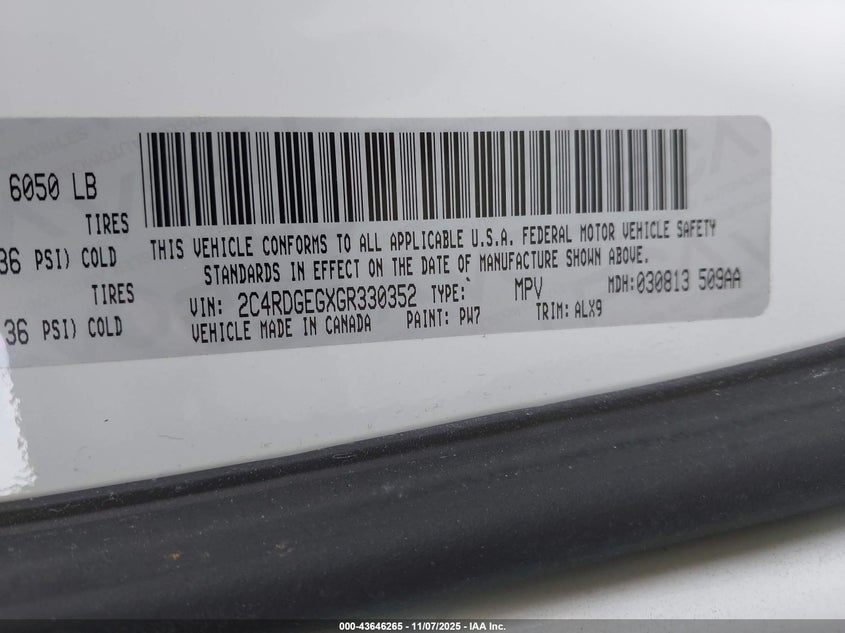 6050 LB
TIRES
36 PSI) COLD
TIRES
36 PSI) COLD
THIS VEHICLE CONFORMS TO ALL APPLICABLE U.S.A. FEDERAL MOTOR VEHICLE SAFETY
STANDARDS IN EFFECT ON THE DATE OF MANUFACTURE SHOWN ABOVE.
VIN: 2C4RDGEGXGR330352 TYPE: MPV MDH:030813 509AA
VEHICLE MADE IN CANADA PAINT: PW7 TRIM: ALX9
000-43646265 - 11/07/2025 - IAA Inc.